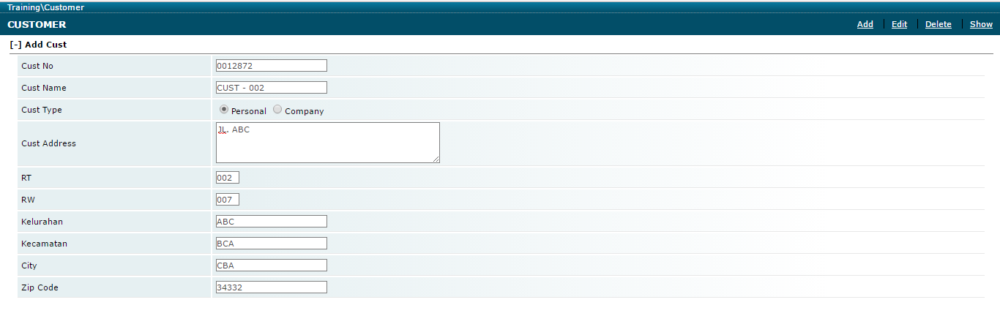 Training\Customer
CUSTOMER Add Edit Delete Show
[-] Add Cust
Cust No 0012872
Cust Name CUST - 002
Cust Type Personal Company
Cust Address JL. ABC
RT 002
RW 007
Kelurahan ABC
Kecamatan BCA
City CBA
Zip Code 34332